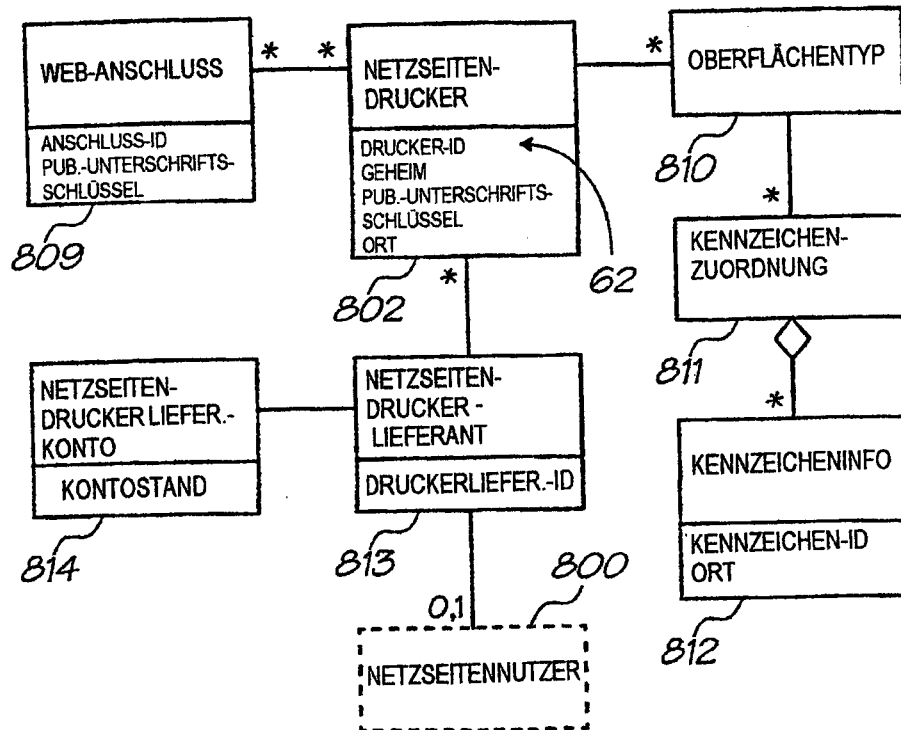 WEB-ANSCHLUSS
ANSCHLUSS-ID
PUB.-UNTERSCHRIFTS-
SCHLÜSSEL
809
*
*
NETZSEITEN-
DRUCKER
DRUCKER-ID
GEHEIM
PUB.-UNTERSCHRIFTS-
SCHLÜSSEL
ORT
802
62
*
*
OBERFLÄCHENTYP
810
*
KENNZEICHEN-
ZUORDNUNG
811
*
NETZSEITEN-
DRUCKER LIEFER.-
KONTO
KONTOSTAND
814
NETZSEITEN-
DRUCKER -
LIEFERANT
DRUCKERLIEFER.-ID
813
KENNZEICHENINFO
KENNZEICHEN-ID
ORT
812
800
0,1
NETZSEITENNUTZER